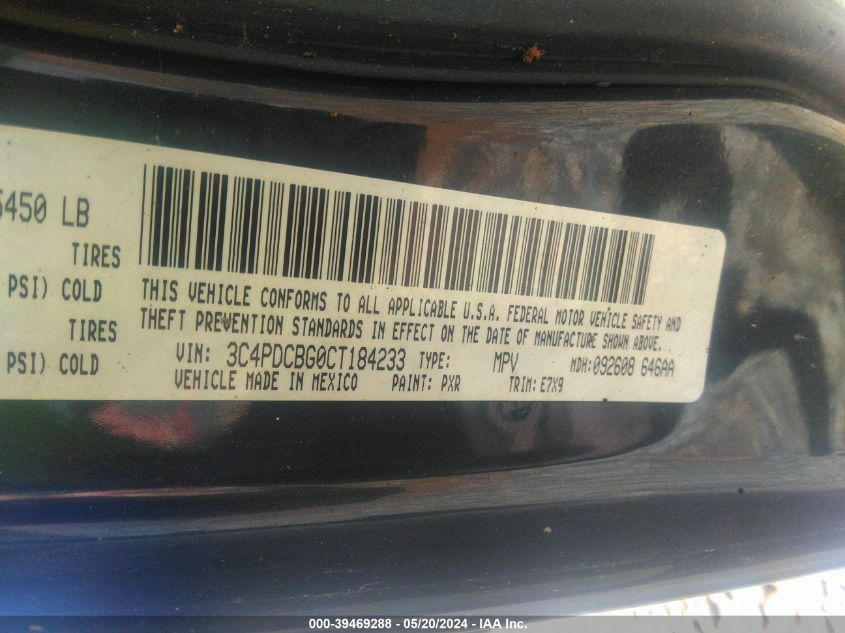 5450 LB
TIRES
PSI) COLD
TIRES
PSI) COLD
THIS VEHICLE CONFORMS TO ALL APPLICABLE U.S.A. FEDERAL MOTOR VEHICLE SAFETY AND
THEFT PREVENTION STANDARDS IN EFFECT ON THE DATE OF MANUFACTURE SHOWN ABOVE.
VIN: 3C4PDCBG0CT184233 TYPE: MPV MDH:092608 646AA
VEHICLE MADE IN MEXICO PAINT: PXR TRIM: E7X9
000-39469288 - 05/20/2024 - IAA Inc.